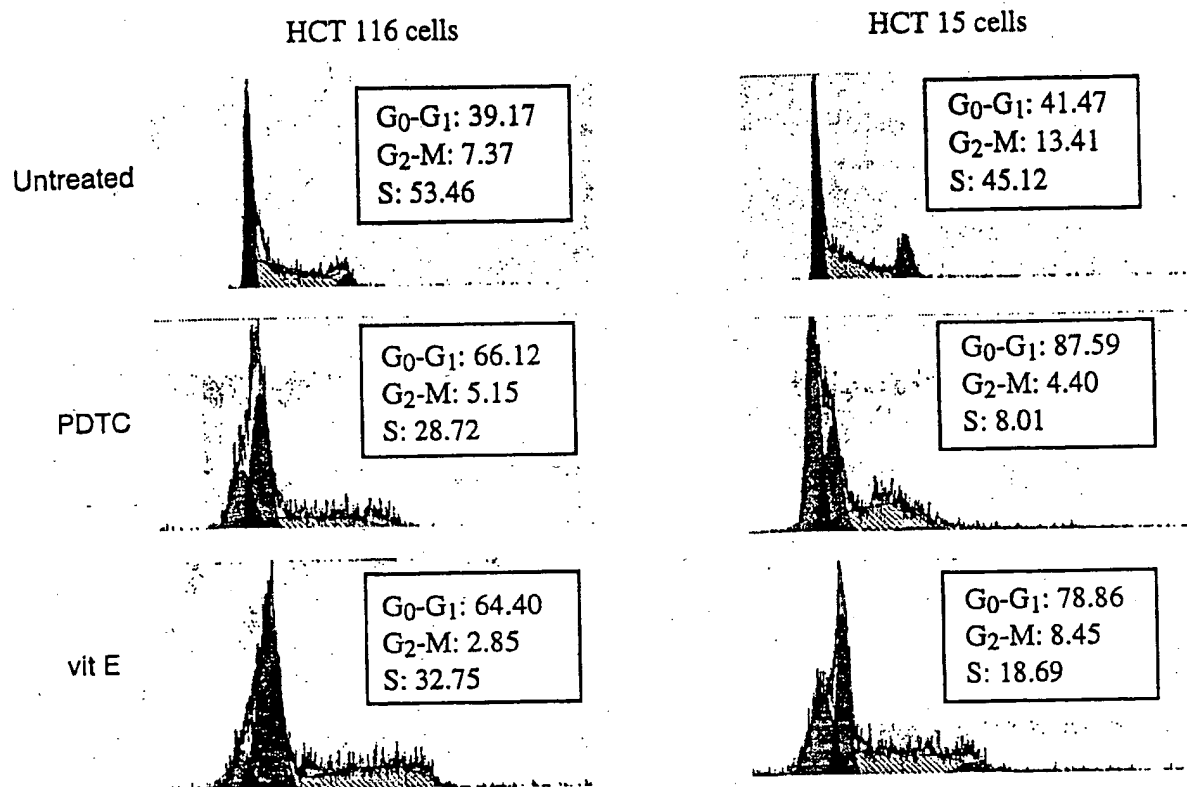 HCT 116 cells
HCT 15 cells
Untreated
G0-G1: 39.17
G2-M: 7.37
S: 53.46
G0-G1: 41.47
G2-M: 13.41
S: 45.12
PDTC
G0-G1: 66.12
G2-M: 5.15
S: 28.72
G0-G1: 87.59
G2-M: 4.40
S: 8.01
vit E
G0-G1: 64.40
G2-M: 2.85
S: 32.75
G0-G1: 78.86
G2-M: 8.45
S: 18.69